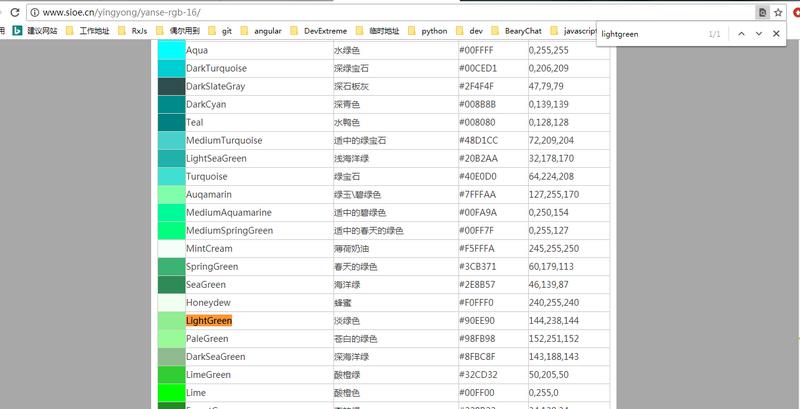 www.sioe.cn/yingyong/yanse-rgb-16/
用 建议网站 工作地址 RxJs 偶尔用到 git angular DevExtreme 临时地址 python dev BearyChat javascript
lightgreen 1/1
Aqua 水绿色 #00FFFF 0,255,255
DarkTurquoise 深绿宝石 #00CED1 0,206,209
DarkSlateGray 深石板灰 #2F4F4F 47,79,79
DarkCyan 深青色 #008B8B 0,139,139
Teal 水鸭色 #008080 0,128,128
MediumTurquoise 适中的绿宝石 #48D1CC 72,209,204
LightSeaGreen 浅海洋绿 #20B2AA 32,178,170
Turquoise 绿宝石 #40E0D0 64,224,208
Auqamarin 绿玉\碧绿色 #7FFFAA 127,255,170
MediumAquamarine 适中的碧绿色 #00FA9A 0,250,154
MediumSpringGreen 适中的春天的绿色 #00FF7F 0,255,127
MintCream 薄荷奶油 #F5FFFA 245,255,250
SpringGreen 春天的绿色 #3CB371 60,179,113
SeaGreen 海洋绿 #2E8B57 46,139,87
Honeydew 蜂蜜 #F0FFF0 240,255,240
LightGreen 淡绿色 #90EE90 144,238,144
PaleGreen 苍白的绿色 #98FB98 152,251,152
DarkSeaGreen 深海洋绿 #8FBC8F 143,188,143
LimeGreen 酸橙绿 #32CD32 50,205,50
Lime 酸橙色 #00FF00 0,255,0